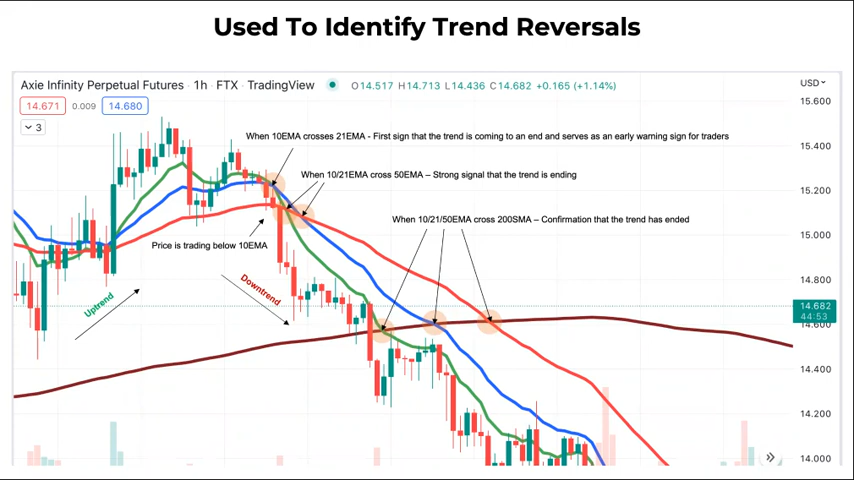 Used To Identify Trend Reversals
Axie Infinity Perpetual Futures · 1h · FTX · TradingView O14.517 H14.713 L14.436 C14.682 +0.165 (+1.14%) USD
14.671 0.009 14.680
15.600
3
When 10EMA crosses 21EMA - First sign that the trend is coming to an end and serves as an early warning sign for traders
15.400
When 10/21EMA cross 50EMA – Strong signal that the trend is ending
15.200
When 10/21/50EMA cross 200SMA – Confirmation that the trend has ended
15.000
Price is trading below 10EMA
14.800
Uptrend
Downtrend
14.682
44:53
14.600
14.400
14.200
14.000